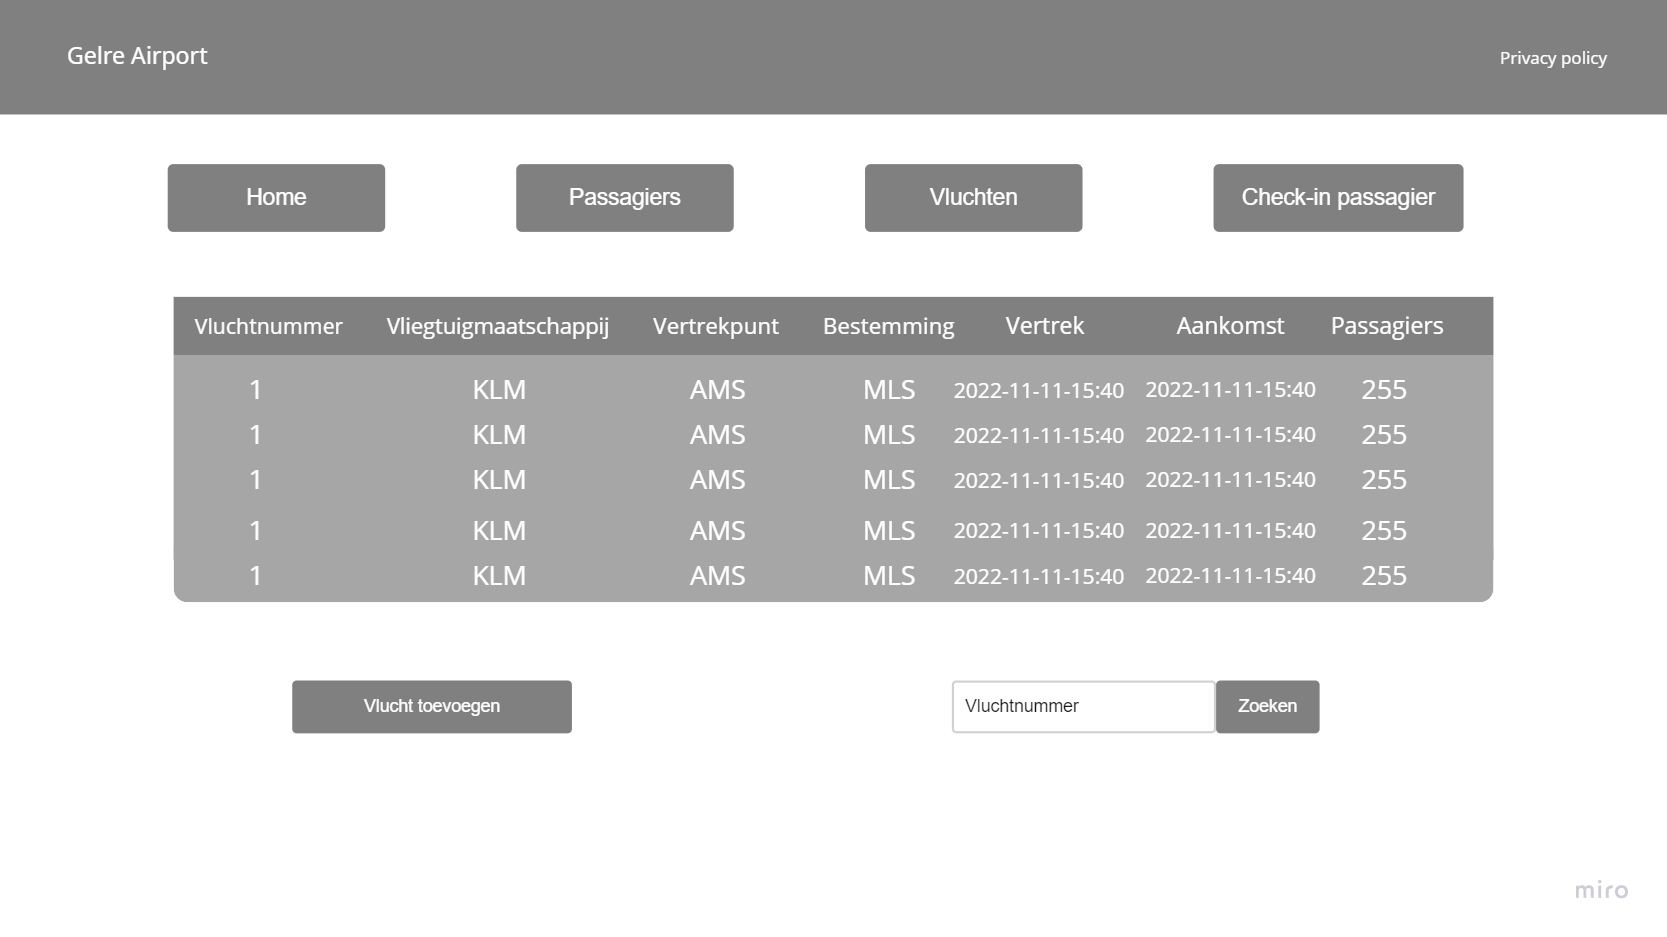 Gelre Airport Privacy policy
Home Passagiers Vluchten Check-in passagier
Vluchtnummer Vliegtuigmaatschappij Vertrekpunt Bestemming Vertrek Aankomst Passagiers
1 KLM AMS MLS 2022-11-11-15:40 2022-11-11-15:40 255
1 KLM AMS MLS 2022-11-11-15:40 2022-11-11-15:40 255
1 KLM AMS MLS 2022-11-11-15:40 2022-11-11-15:40 255
1 KLM AMS MLS 2022-11-11-15:40 2022-11-11-15:40 255
1 KLM AMS MLS 2022-11-11-15:40 2022-11-11-15:40 255
Vlucht toevoegen Vluchtnummer Zoeken
miro